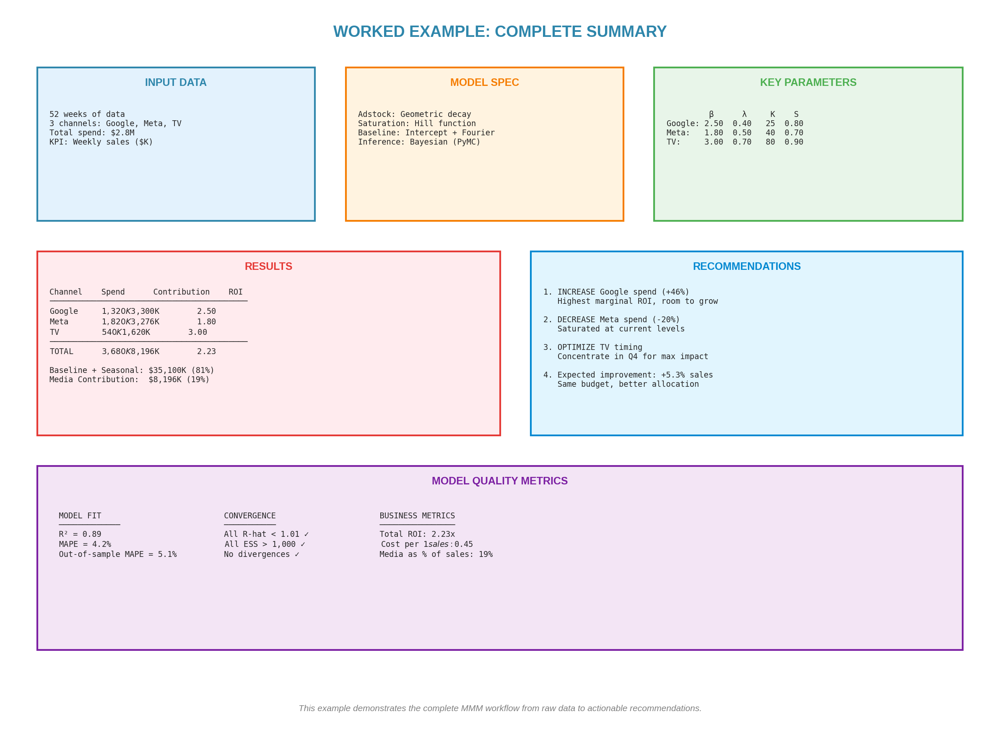 WORKED EXAMPLE: COMPLETE SUMMARY
INPUT DATA
52 weeks of data
3 channels: Google, Meta, TV
Total spend: $2.8M
KPI: Weekly sales ($K)
MODEL SPEC
Adstock: Geometric decay
Saturation: Hill function
Baseline: Intercept + Fourier
Inference: Bayesian (PyMC)
KEY PARAMETERS
β λ K S
Google: 2.50 0.40 25 0.80
Meta: 1.80 0.50 40 0.70
TV: 3.00 0.70 80 0.90
RESULTS
Channel Spend Contribution ROI
Google 1,320K3,300K 2.50
Meta 1,820K3,276K 1.80
TV 540K1,620K 3.00
TOTAL 3,680K8,196K 2.23
Baseline + Seasonal: $35,100K (81%)
Media Contribution: $8,196K (19%)
RECOMMENDATIONS
1. INCREASE Google spend (+46%)
Highest marginal ROI, room to grow
2. DECREASE Meta spend (-20%)
Saturated at current levels
3. OPTIMIZE TV timing
Concentrate in Q4 for max impact
4. Expected improvement: +5.3% sales
Same budget, better allocation
MODEL QUALITY METRICS
MODEL FIT CONVERGENCE BUSINESS METRICS
R² = 0.89 All R-hat < 1.01 ✓ Total ROI: 2.23x
MAPE = 4.2% All ESS > 1,000 ✓ Cost per 1sales:0.45
Out-of-sample MAPE = 5.1% No divergences ✓ Media as % of sales: 19%
This example demonstrates the complete MMM workflow from raw data to actionable recommendations.